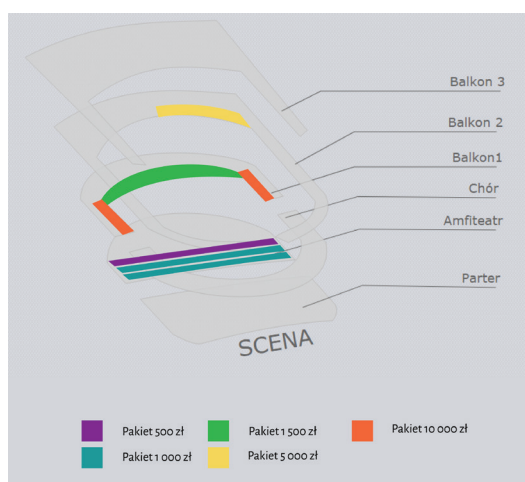 Balkon 3
Balkon 2
Balkon1
Chór
Amfiteatr
Parter
SCENA
Pakiet 500 zł
Pakiet 1 500 zł
Pakiet 10 000 zł
Pakiet 1 000 zł
Pakiet 5 000 zł